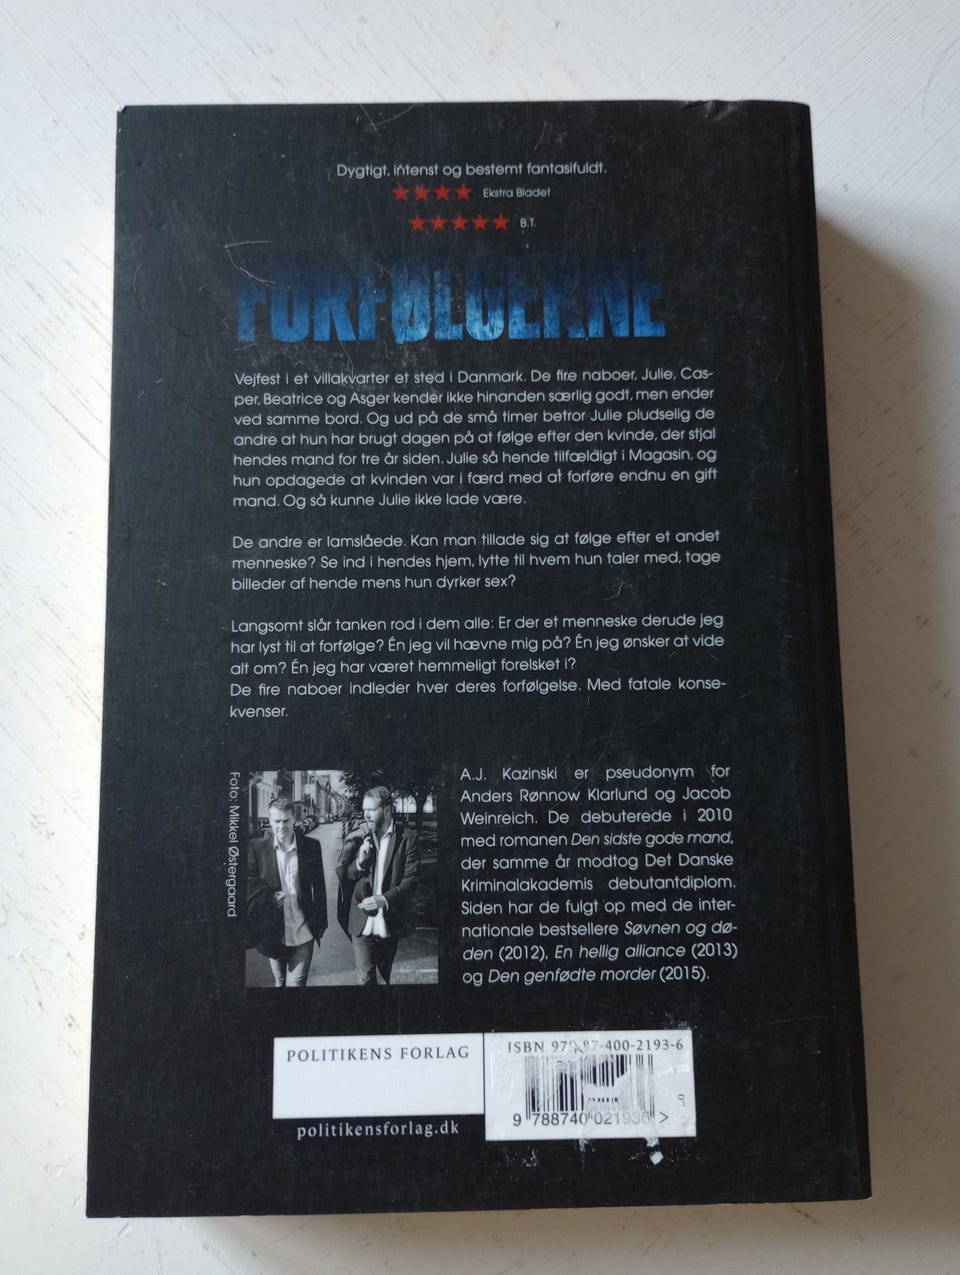 Dygtigt, intenst og bestemt fantasifuldt.
Ekstra Bladet
B.T.
FORFØLGERNE
Vejfest i et villakvarter et sted i Danmark. De fire naboer, Julie, Cas-
per, Beatrice og Asger kender ikke hinanden særlig godt, men ender
ved samme bord. Og ud på de små timer betror Julie pludselig de
andre at hun har brugt dagen på at følge efter den kvinde, der stjal
hendes mand for tre år siden. Julie så hende tilfældigt i Magasin, og
hun opdagede at kvinden var i færd med at forføre endnu en gift
mand. Og så kunne Julie ikke lade være.
De andre er lamslåede. Kan man tillade sig at følge efter et andet
menneske? Se ind i hendes hjem, lytte til hvem hun taler med, tage
billeder af hende mens hun dyrker sex?
Langsomt slår tanken rod i dem alle: Er der et menneske derude jeg
har lyst til at forfølge? Én jeg vil hævne mig på? Én jeg ønsker at vide
alt om? Én jeg har været hemmeligt forelsket i?
De fire naboer indleder hver deres forfølgelse. Med fatale konse-
kvenser.
Foto: Mikkel Østergaard
A.J. Kazinski er pseudonym for
Anders Rønnow Klarlund og Jacob
Weinreich. De debuterede i 2010
med romanen Den sidste gode mand,
der samme år modtog Det Danske
Kriminalakademis debutantdiplom.
Siden har de fulgt op med de inter-
nationale bestsellere Søvnen og dø-
den (2012), En hellig alliance (2013)
og Den genfødte morder (2015).
POLITIKENS FORLAG
politikensforlag.dk
ISBN 978-87-400-2193-6
9 788740 021936 >